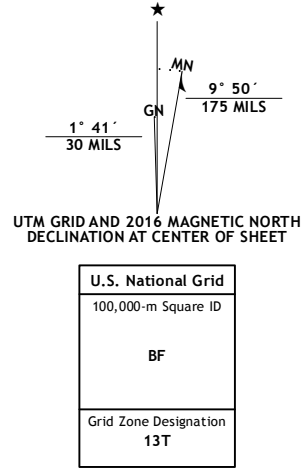 ★
MN
GN
9° 50´
175 MILS
1° 41´
30 MILS
UTM GRID AND 2016 MAGNETIC NORTH
DECLINATION AT CENTER OF SHEET
U.S. National Grid
100,000-m Square ID
BF
Grid Zone Designation
13T